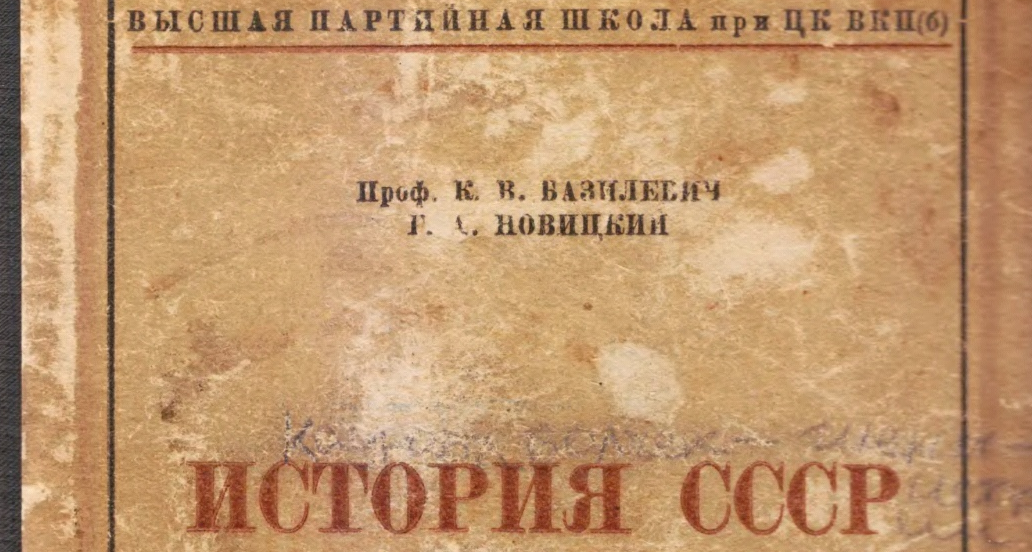 ВЫСШАЯ ПАРТИЙНАЯ ШКОЛА при ЦК ВКП(б)
Проф. К. В. БАЗИЛЕВИЧ
Г. А. НОВИЦКИЙ
ИСТОРИЯ СССР